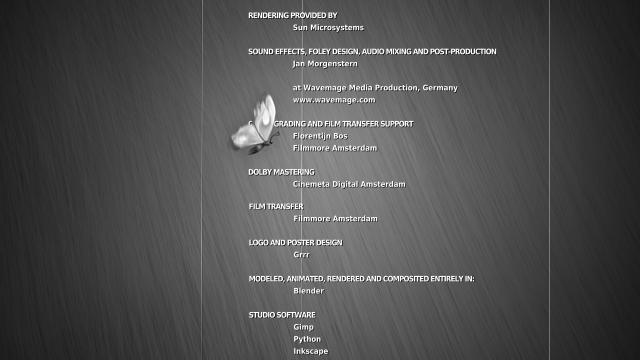 RENDERING PROVIDED BY
Sun Microsystems
SOUND EFFECTS, FOLEY DESIGN, AUDIO MIXING AND POST-PRODUCTION
Jan Morgenstern
at Wavemage Media Production, Germany
www.wavemage.com
GRADING AND FILM TRANSFER SUPPORT
Florentijn Bos
Filmmore Amsterdam
DOLBY MASTERING
Cinemeta Digital Amsterdam
FILM TRANSFER
Filmmore Amsterdam
LOGO AND POSTER DESIGN
Grrr
MODELED, ANIMATED, RENDERED AND COMPOSITED ENTIRELY IN:
Blender
STUDIO SOFTWARE
Gimp
Python
Inkscape